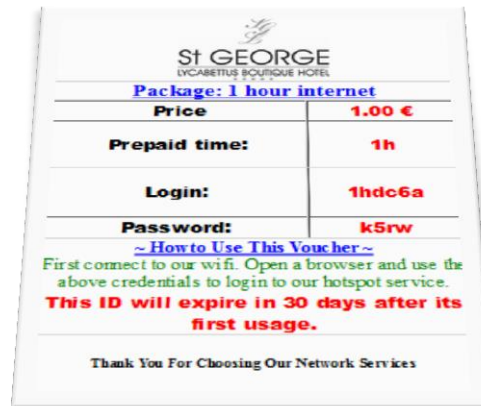 St GEORGE
LYCABETTUS BOUTIQUE HOTEL
Package: 1 hour internet
Price 1.00 €
Prepaid time: 1h
Login: 1hdc6a
Password: k5rw
~ How to Use This Voucher ~
First connect to our wifi. Open a browser and use the
above credentials to login to our hotspot service.
This ID will expire in 30 days after its
first usage.
Thank You For Choosing Our Network Services